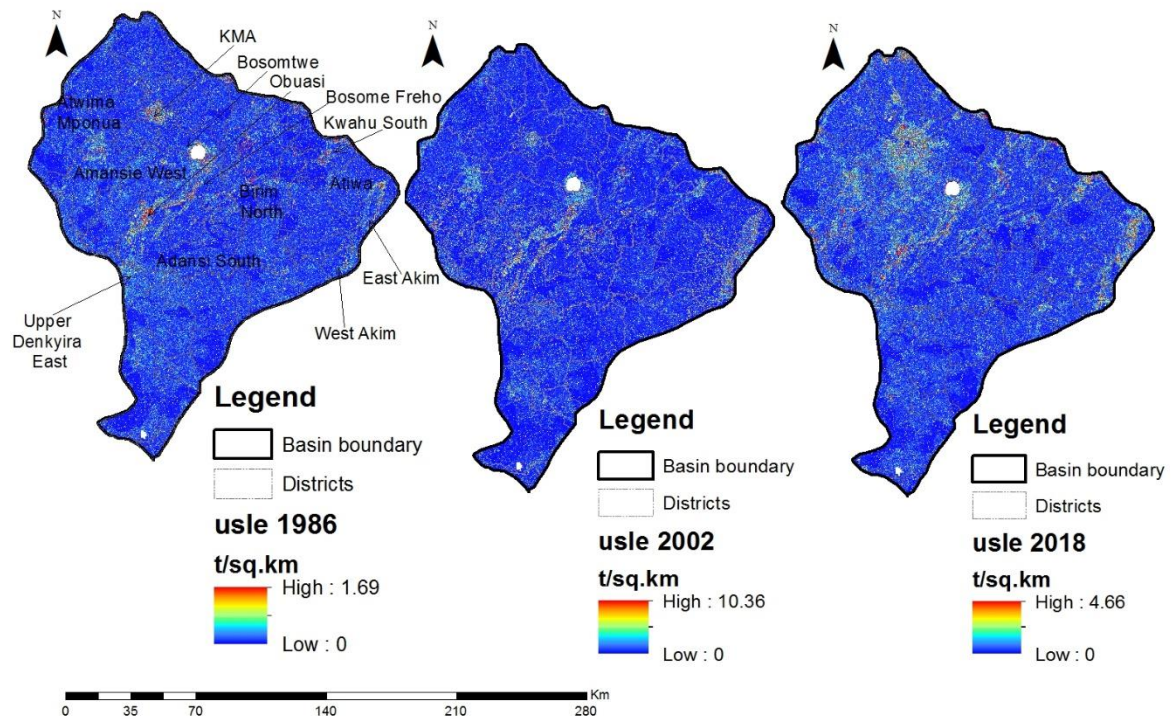 N
KMA
Bosomtwe
Obuasi
Bosome Freho
Kwahu South
Atwima
Mponua
Amansie West
Birim
North
Atiwa
Adansi South
East Akim
West Akim
Upper
Denkyira
East
Legend
Basin boundary
Districts
usle 1986
t/sq.km
High : 1.69
Low : 0
N
Legend
Basin boundary
Districts
usle 2002
t/sq.km
High : 10.36
Low : 0
N
Legend
Basin boundary
Districts
usle 2018
t/sq.km
High : 4.66
Low : 0
Km
0 35 70 140 210 280